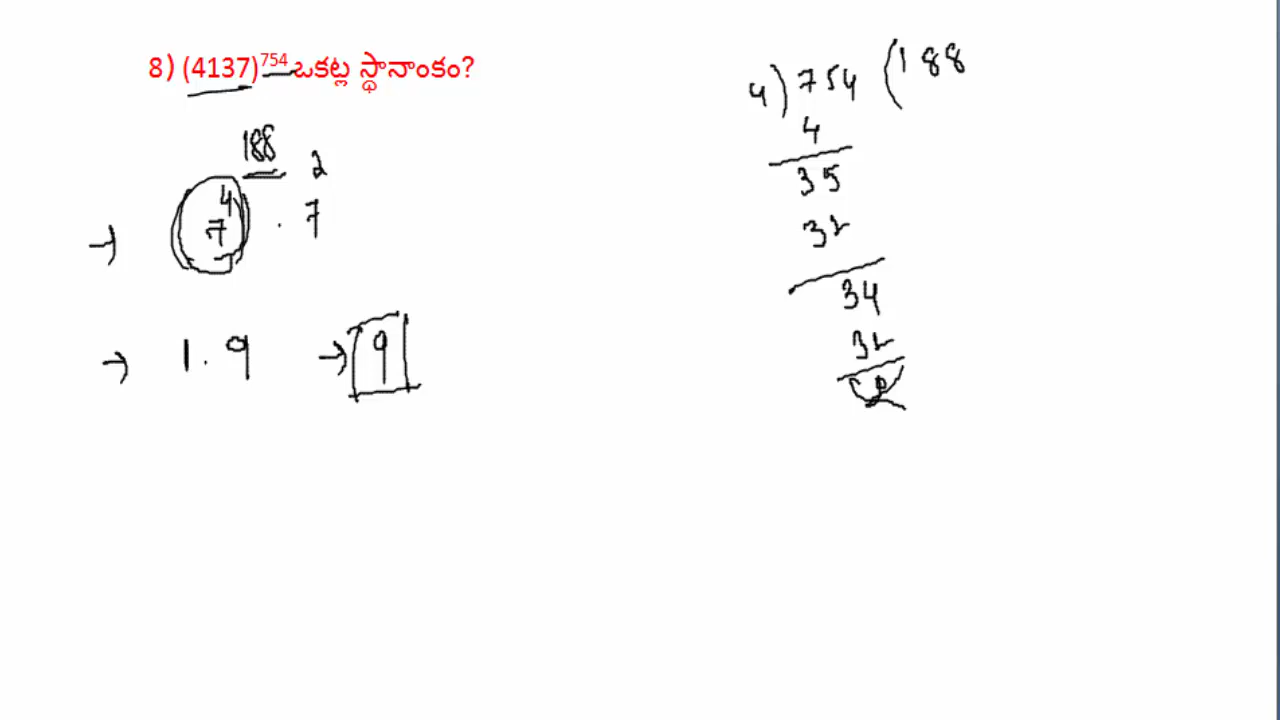 8) (4137)⁷⁵⁴ ఒకట్ల స్థానాంకం?
4) 754 (188
4
35
32
34
32
2
188
4 2
→ 7 . 7
→ 1 . 9 → 9